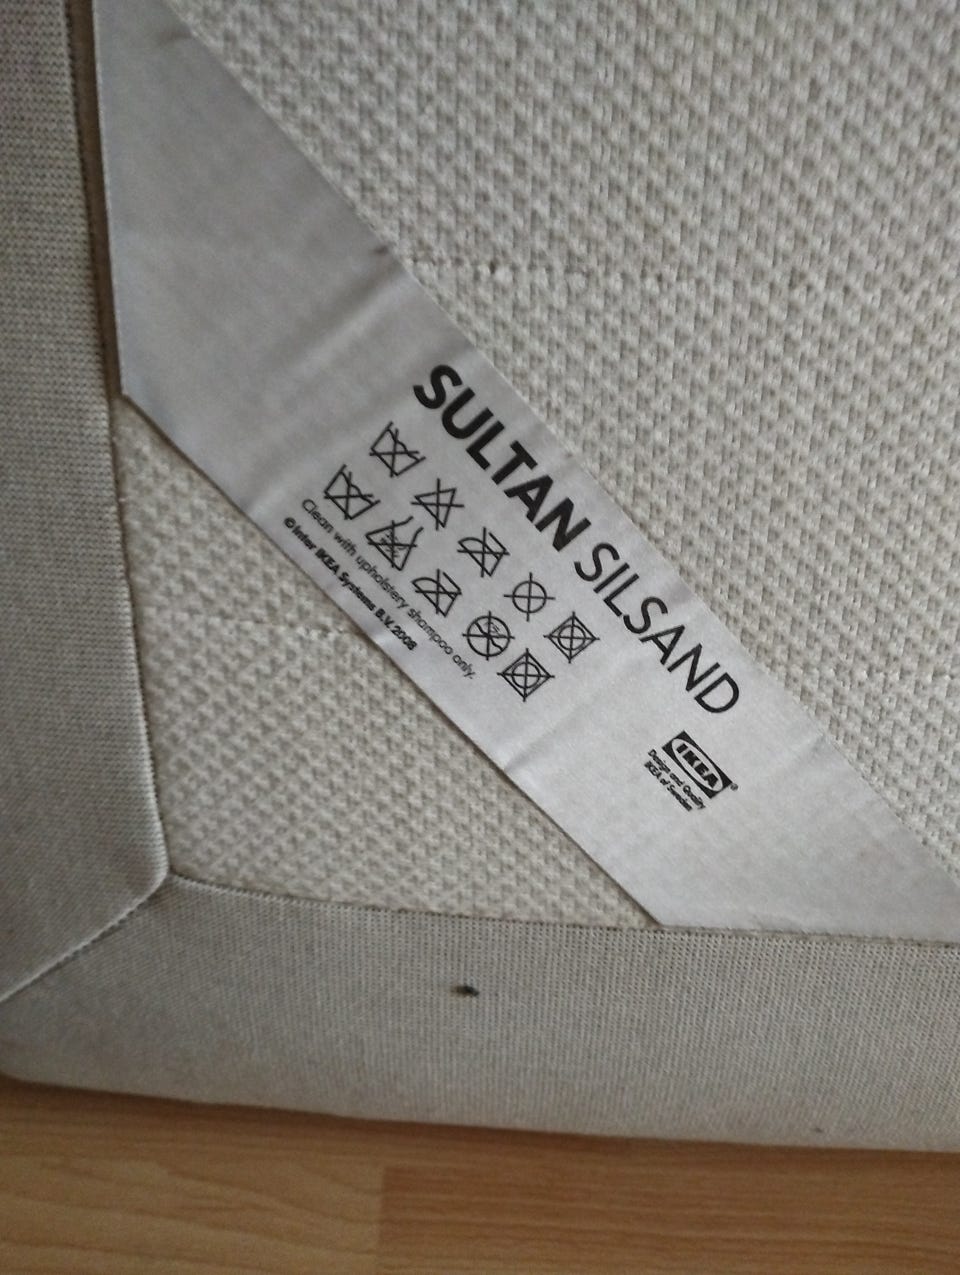 SULTAN SILSAND
Clean with upholstery shampoo only.
© Inter IKEA Systems B.V. 2008
IKEA®
Design and Quality
IKEA of Sweden